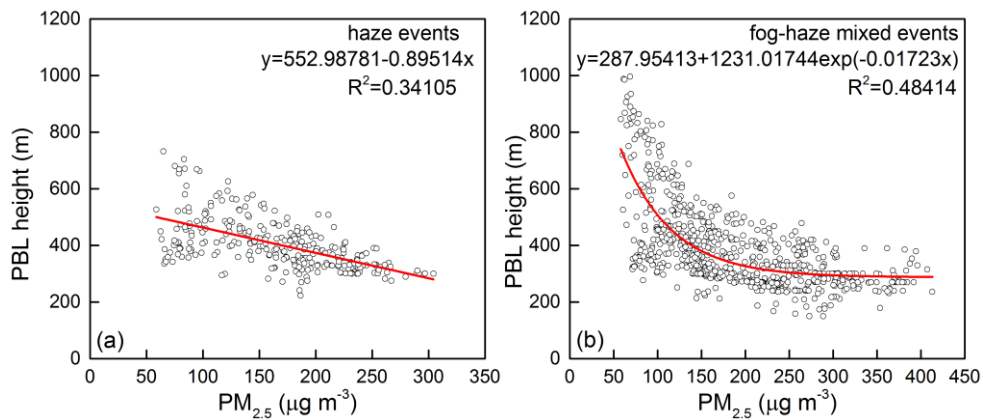 1200
1000
800
600
400
200
0
PBL height (m)
haze events
y=552.98781-0.89514x
R²=0.34105
(a)
0 50 100 150 200 250 300 350
PM₂.₅ (μg m⁻³)
1200
1000
800
600
400
200
0
PBL height (m)
fog-haze mixed events
y=287.95413+1231.01744exp(-0.01723x)
R²=0.48414
(b)
0 50 100 150 200 250 300 350 400 450
PM₂.₅ (μg m⁻³)